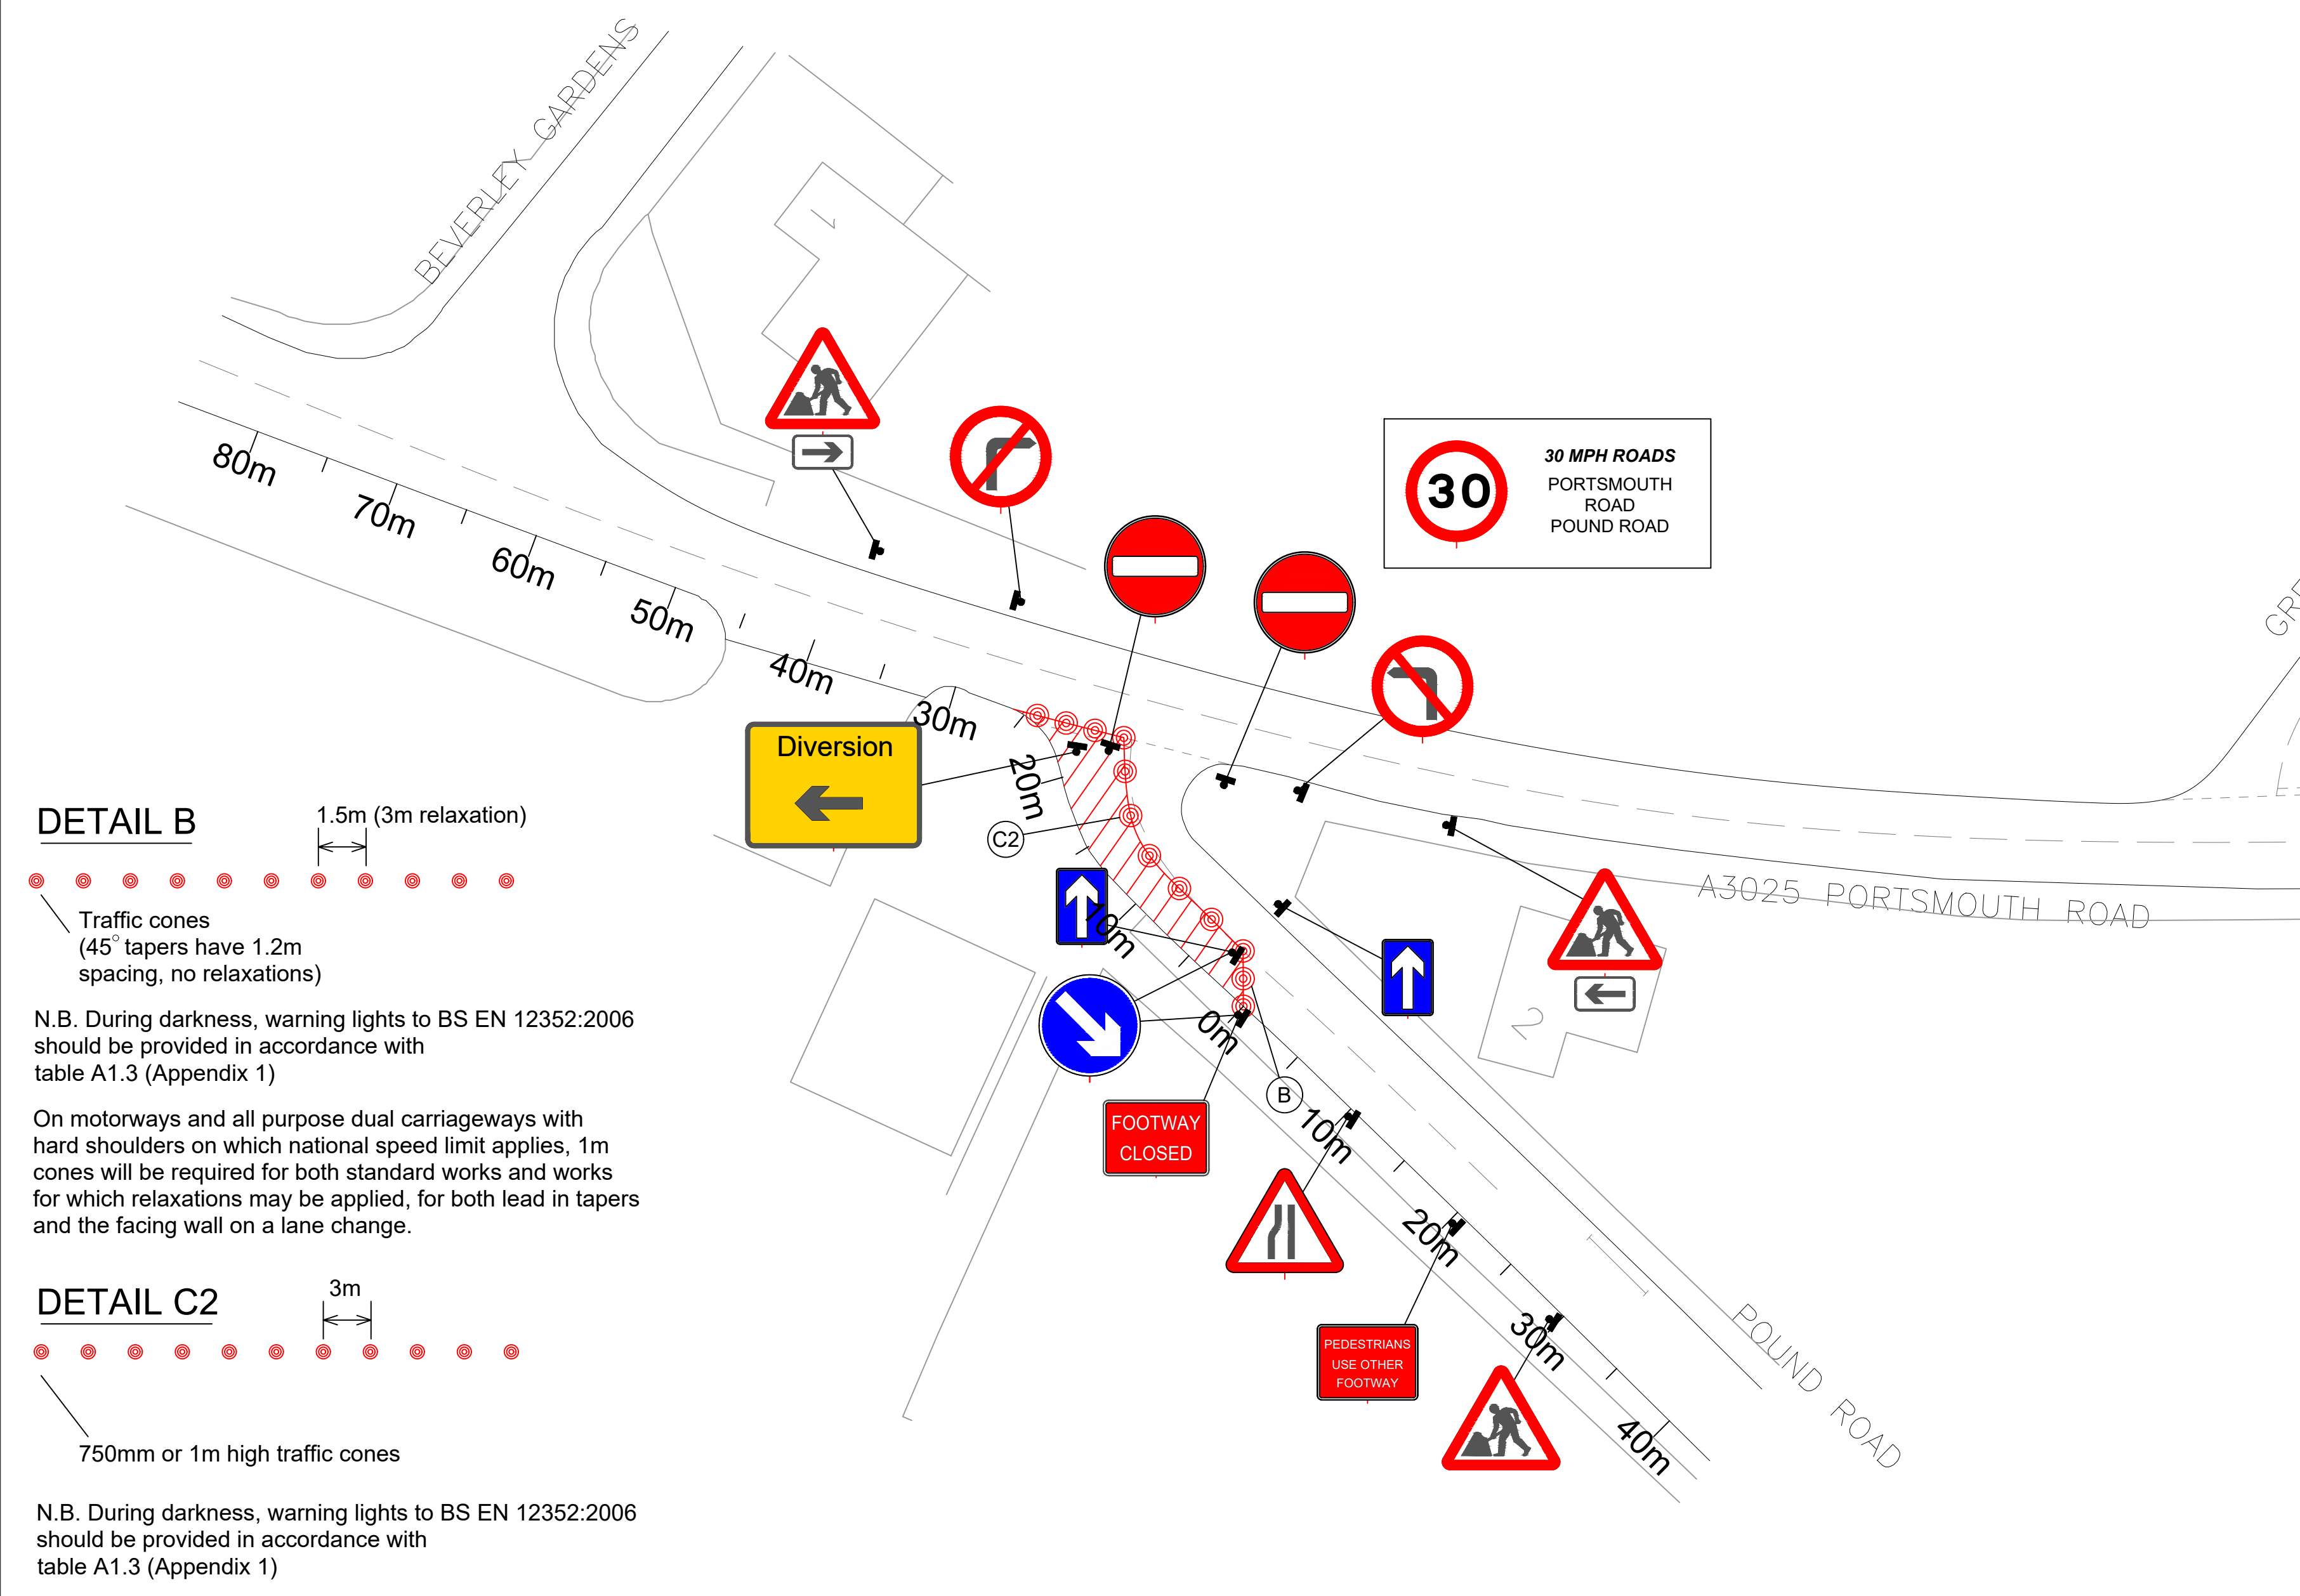 BEVERLEY GARDENS
80m
70m
60m
50m
40m
30m
20m
10m
0m
10m
20m
30m
40m
30
30 MPH ROADS
PORTSMOUTH
ROAD
POUND ROAD
1
Diversion
C2
B
FOOTWAY
CLOSED
PEDESTRIANS
USE OTHER
FOOTWAY
A3025 PORTSMOUTH ROAD
2
POUND ROAD
DETAIL B
1.5m (3m relaxation)
Traffic cones
(45° tapers have 1.2m
spacing, no relaxations)
N.B. During darkness, warning lights to BS EN 12352:2006
should be provided in accordance with
table A1.3 (Appendix 1)
On motorways and all purpose dual carriageways with
hard shoulders on which national speed limit applies, 1m
cones will be required for both standard works and works
for which relaxations may be applied, for both lead in tapers
and the facing wall on a lane change.
DETAIL C2
3m
750mm or 1m high traffic cones
N.B. During darkness, warning lights to BS EN 12352:2006
should be provided in accordance with
table A1.3 (Appendix 1)